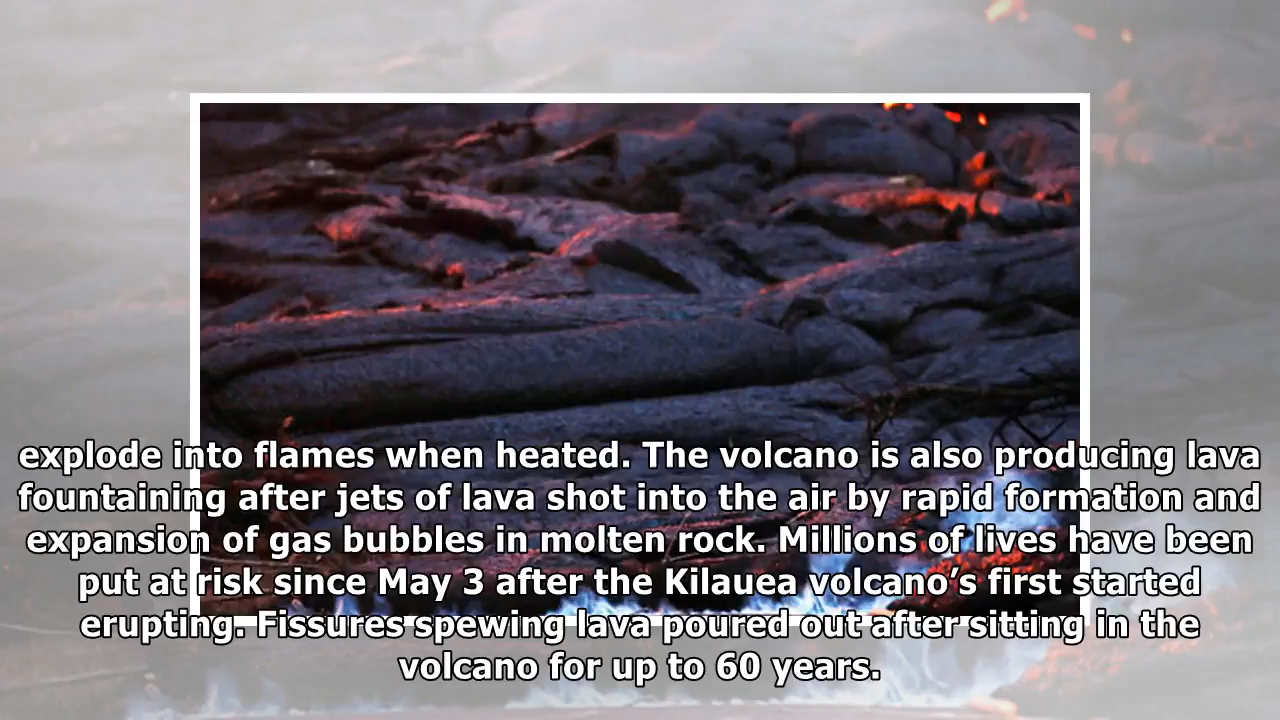 explode into flames when heated. The volcano is also producing lava
fountaining after jets of lava shot into the air by rapid formation and
expansion of gas bubbles in molten rock. Millions of lives have been
put at risk since May 3 after the Kilauea volcano’s first started
erupting. Fissures spewing lava poured out after sitting in the
volcano for up to 60 years.